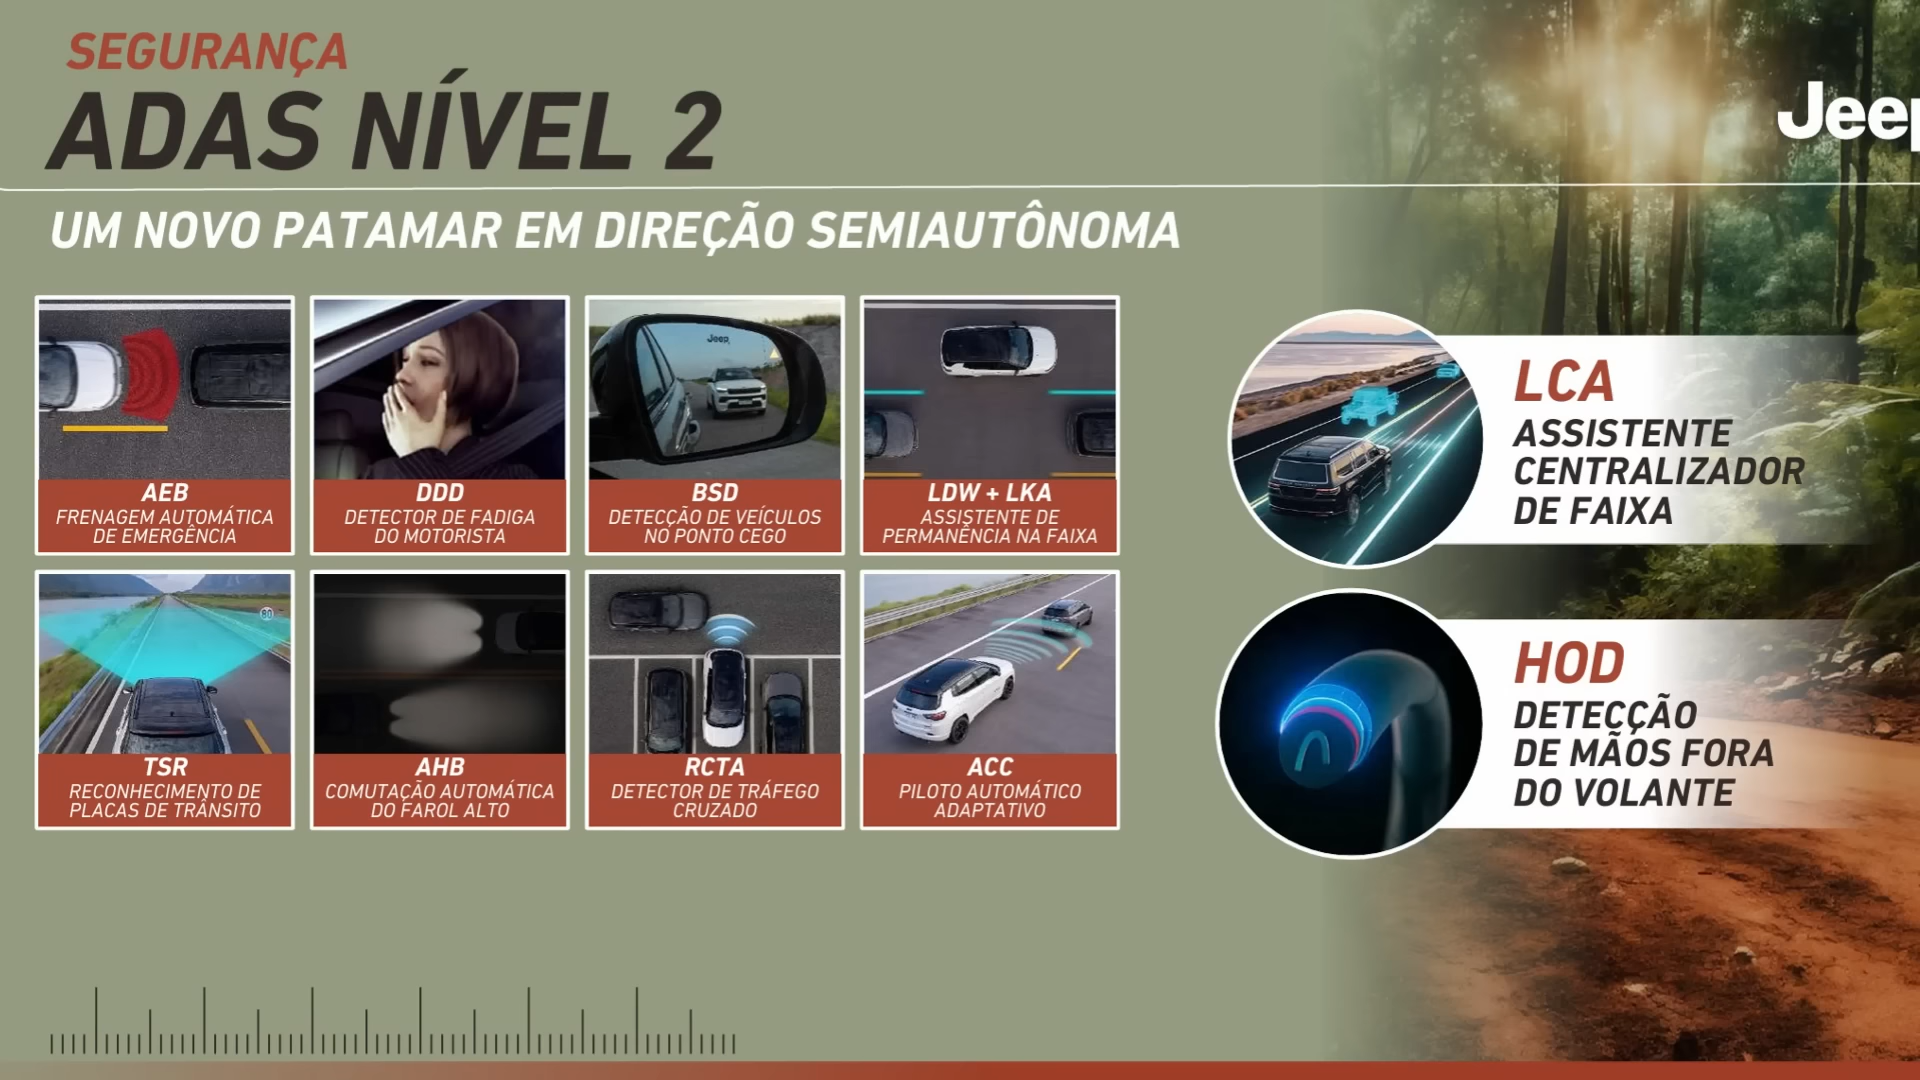 SEGURANÇA
ADAS NÍVEL 2
Jeep
UM NOVO PATAMAR EM DIREÇÃO SEMIAUTÔNOMA
Jeep
AEB
FRENAGEM AUTOMÁTICA
DE EMERGÊNCIA
DDD
DETECTOR DE FADIGA
DO MOTORISTA
BSD
DETECÇÃO DE VEÍCULOS
NO PONTO CEGO
LDW + LKA
ASSISTENTE DE
PERMANÊNCIA NA FAIXA
80
TSR
RECONHECIMENTO DE
PLACAS DE TRÂNSITO
AHB
COMUTAÇÃO AUTOMÁTICA
DO FAROL ALTO
RCTA
DETECTOR DE TRÁFEGO
CRUZADO
ACC
PILOTO AUTOMÁTICO
ADAPTATIVO
LCA
ASSISTENTE
CENTRALIZADOR
DE FAIXA
HOD
DETECÇÃO
DE MÃOS FORA
DO VOLANTE